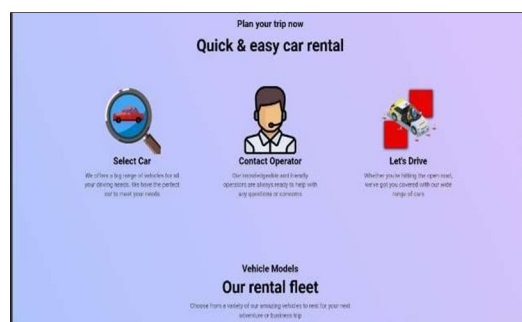 Plan your trip now
Quick & easy car rental
Select Car
We offers a big range of vehicles for all
your driving needs. We have the perfect
car to meet your needs
Contact Operator
Our knowledgeable and friendly
operators are always ready to help with
any questions or concerns
Let's Drive
Whether you're hitting the open road,
we've got you covered with our wide
range of cars
Vehicle Models
Our rental fleet
Choose from a variety of our amazing vehicles to rent for your next
adventure or business trip